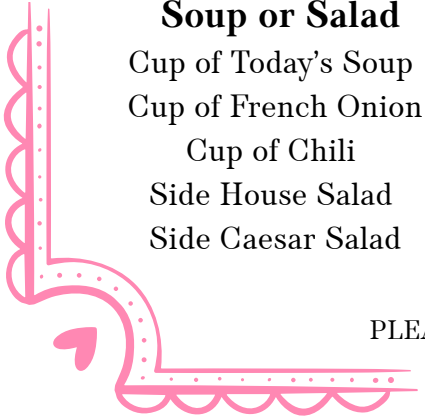 Soup or Salad
Cup of Today’s Soup
Cup of French Onion
Cup of Chili
Side House Salad
Side Caesar Salad